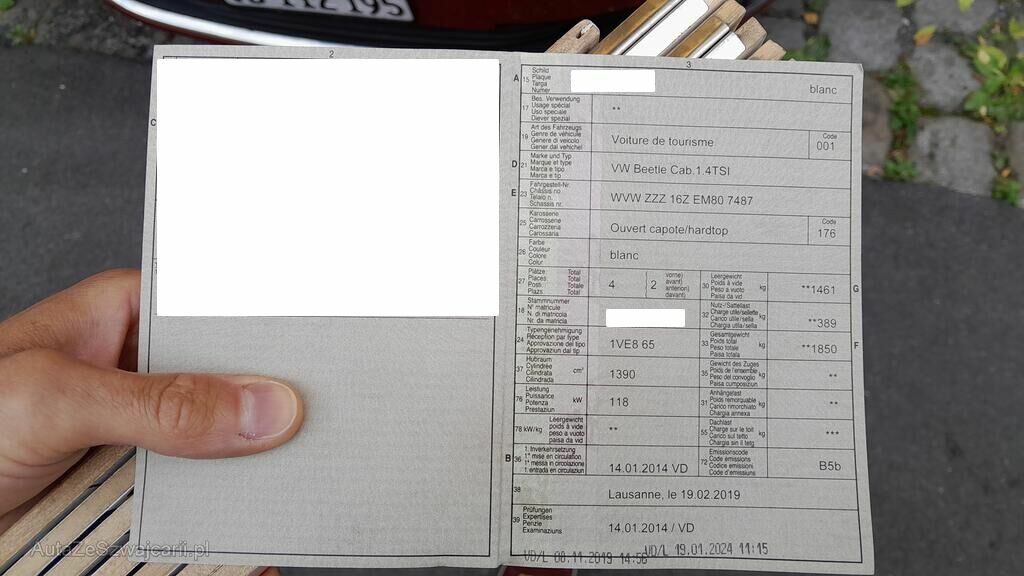 112195
2
3
C
A 15 Schild
Plaque
Targa
Numer
blanc
17 Bes. Verwendung
Usage spécial
Uso speciale
Diever spezial
**
19 Art des Fahrzeugs
Genre de véhicule
Genere di veicolo
Gener dal vehichel
Voiture de tourisme
Code
001
D 21 Marke und Typ
Marque et type
Marca e tipo
Marca e tip
VW Beetle Cab.1.4TSI
E 23 Fahrgestell-Nr.
Châssis no
Telaio n.
Schassis nr.
WVW ZZZ 16Z EM80 7487
25 Karosserie
Carrosserie
Carrozzeria
Carossaria
Ouvert capote/hardtop
Code
176
26 Farbe
Couleur
Colore
Colur
blanc
27 Plätze: Total
Places: Total
Posti: Totale
Plazs: Total
4
2
vorne)
avant)
anteriori)
davant)
30 Leergewicht
Poids à vide
Peso a vuoto
Paisa da vid
kg
**1461
G
18 Stammnummer
N° matricule
N. di matricola
Nr. da matricla
32 Nutz-/Sattellast
Charge utile/sellette
Carico utile/sella
Chargia utila/sella
kg
**389
24 Typengenehmigung
Réception par type
Approvazione del tipo
Approvaziun dal tip
1VE8 65
33 Gesamtgewicht
Poids total
Peso totale
Paisa totala
kg
**1850
F
37 Hubraum
Cylindrée
Cilindrata
Cilindrada
cm³
1390
35 Gewicht des Zuges
Poids de l'ensemble
Peso del convoglio
Paisa cumposiziun
kg
**
76 Leistung
Puissance
Potenza
Prestaziun
kW
118
31 Anhängelast
Poids remorquable
Carico rimorchiato
Chargia annexa
kg
**
78 kW/kg
Leergewicht
poids à vide
peso a vuoto
paisa da vid
**
55 Dachlast
Charge sur le toit
Carico sul tetto
Chargia sin il tetg
kg
***
B 36 1. Inverkehrsetzung
1re mise en circulation
1a messa in circolazione
1. entrada en circulaziun
14.01.2014 VD
72 Emissionscode
Code émissions
Codice emissioni
Code d'emissiuns
B5b
38
Lausanne, le 19.02.2019
39 Prüfungen
Expertises
Perizie
Examinaziuns
14.01.2014 / VD
VD/L 08.11.2019 14:56
VD/L 19.01.2024 11:15
AutaZeSzwajcarii.pl